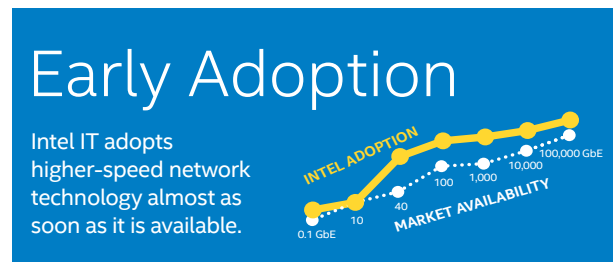 Early Adoption
Intel IT adopts
higher-speed network
technology almost as
soon as it is available.
INTEL ADOPTION
MARKET AVAILABILITY
0.1 GbE
10
40
100
1,000
10,000
100,000 GbE